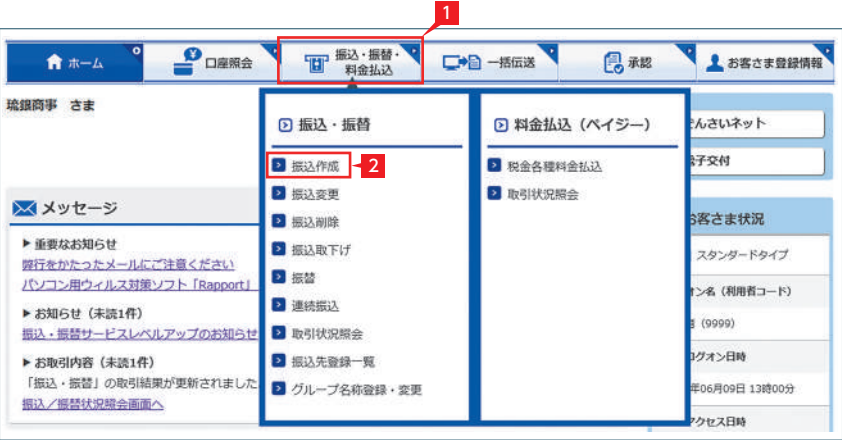 1
ホーム
口座照会
振込・振替・
料金払込
一括伝送
承認
お客さま登録情報
琉銀商事 さま
メッセージ
重要なお知らせ
弊行をかたったメールにご注意ください
パソコン用ウィルス対策ソフト「Rapport」
お知らせ（未読1件）
振込・振替サービスレベルアップのお知らせ
お取引内容（未読1件）
「振込・振替」の取引結果が更新されました
振込／振替状況照会画面へ
振込・振替
振込作成
2
振込変更
振込削除
振込取下げ
振替
連続振込
取引状況照会
振込先登録一覧
グループ名称登録・変更
料金払込（ペイジー）
税金各種料金払込
取引状況照会
んさいネット
子交付
客さま状況
スタンダードタイプ
オン名（利用者コード）
（9999）
ログオン日時
年06月09日 13時00分
アクセス日時